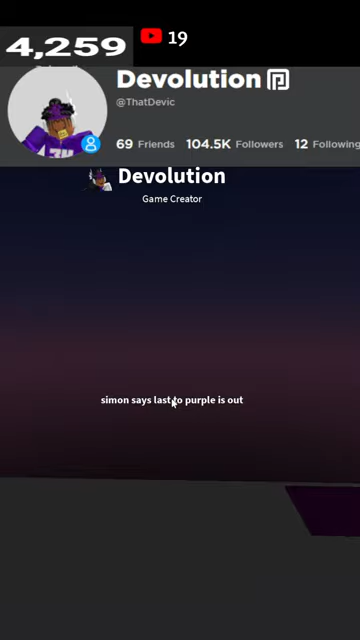 4,259 19
Devolution
@ThatDevic
69 Friends 104.5K Followers 12 Following
Devolution
Game Creator
simon says last to purple is out